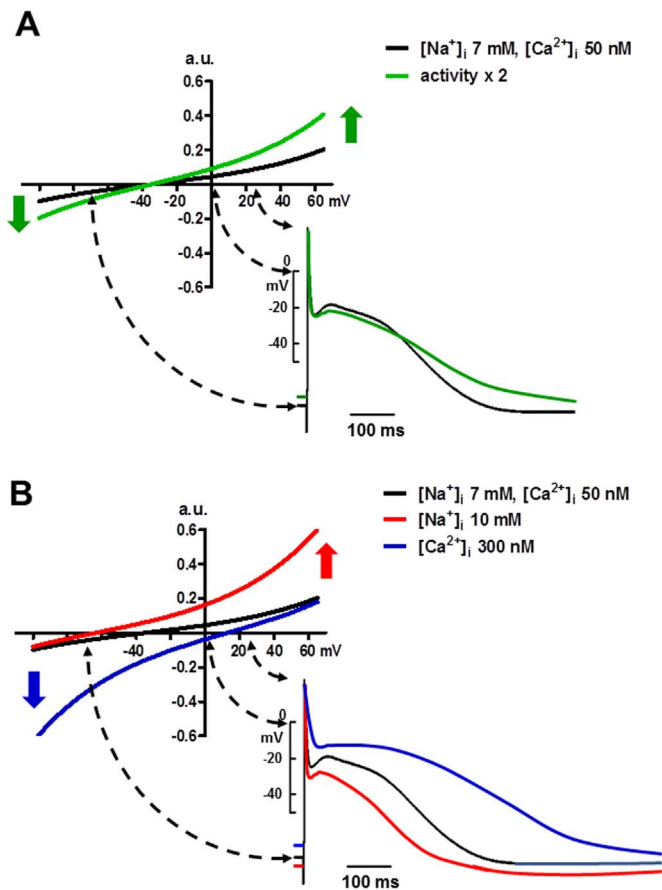 A
[Na+]i 7 mM, [Ca2+]i 50 nM
activity x 2
a.u.
0.6
0.2
-40 0 20 40 60 mV
-0.2
-0.4
-0.6
0
mV
-20
-40
100 ms
B
[Na+]i 7 mM, [Ca2+]i 50 nM
[Na+]i 10 mM
[Ca2+]i 300 nM
a.u.
0.6
0.4
0.2
-40 0 20 40 60 mV
-0.2
-0.4
-0.6
0
mV
-20
-40
100 ms